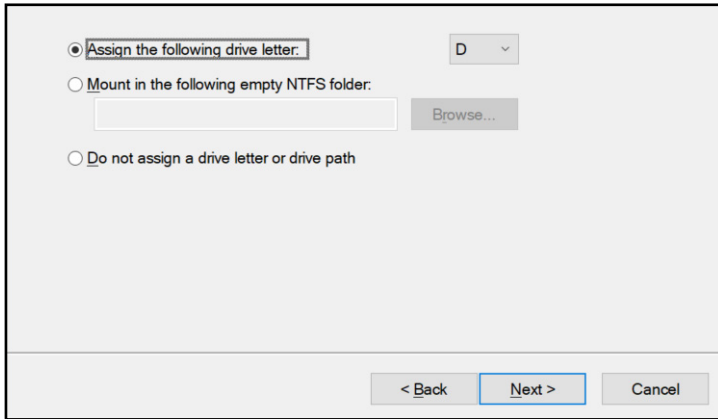 Assign the following drive letter: D
Mount in the following empty NTFS folder:
Browse...
Do not assign a drive letter or drive path
< Back Next > Cancel